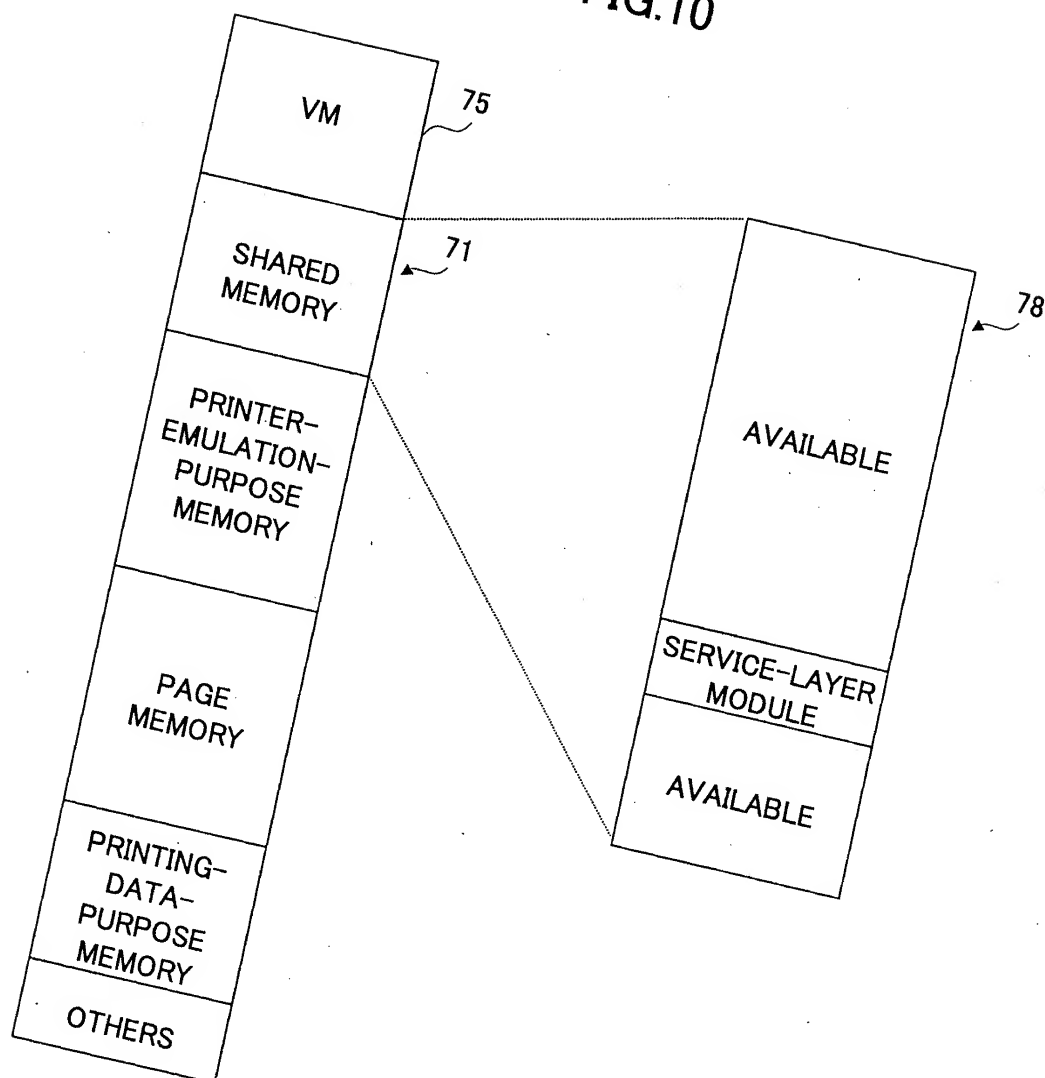 FIG.10
VM
75
SHARED
MEMORY
71
78
PRINTER-
EMULATION-
PURPOSE
MEMORY
AVAILABLE
SERVICE-LAYER
MODULE
PAGE
MEMORY
AVAILABLE
PRINTING-
DATA-
PURPOSE
MEMORY
OTHERS